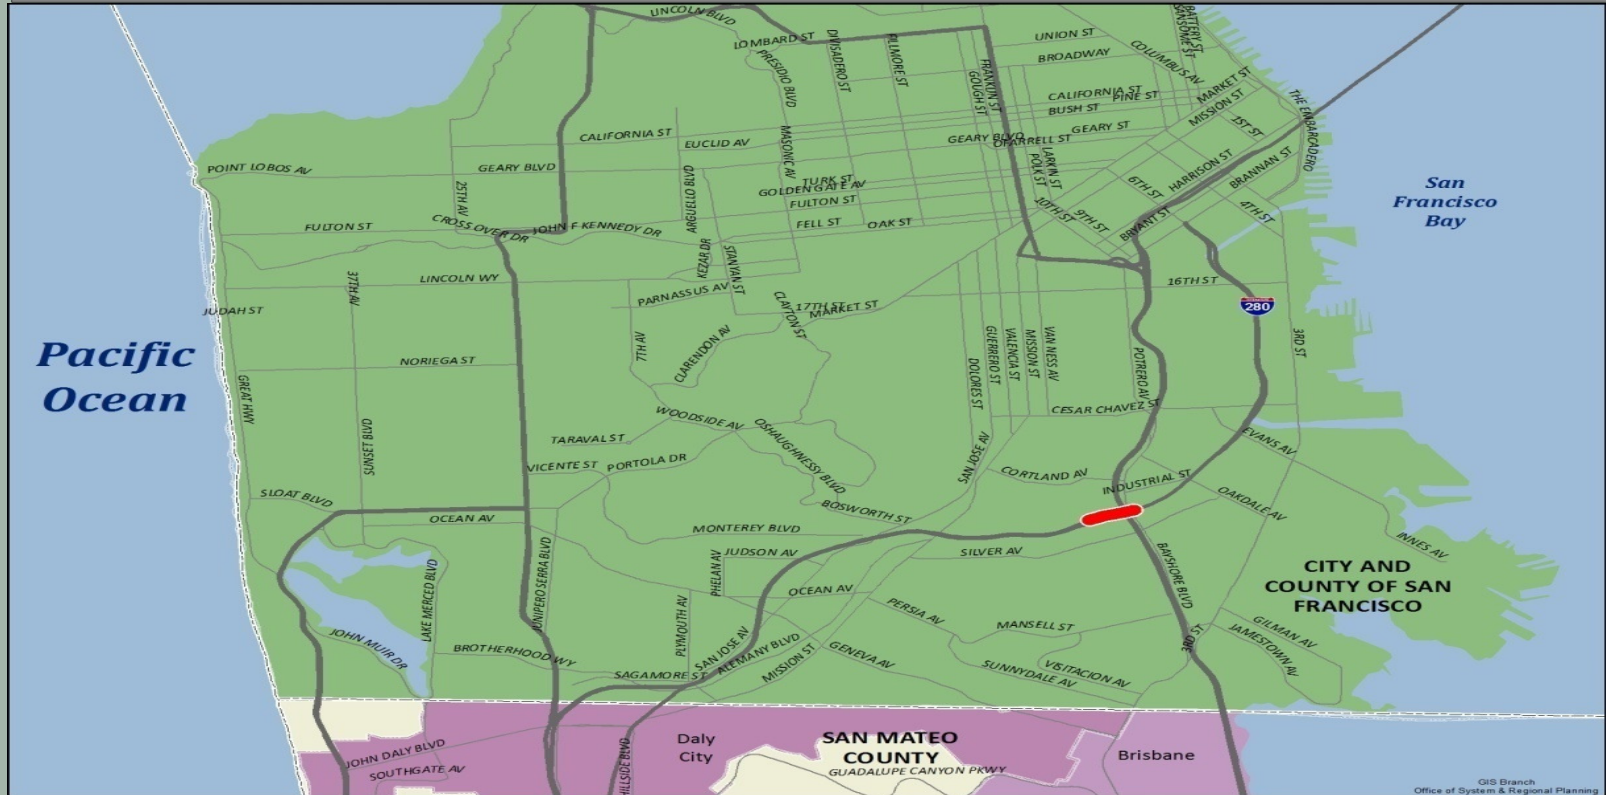 LINCOLN BLVD
LOMBARD ST
PRESIDIO BLVD
DIVISADERO ST
FILLMORE ST
UNION ST
BROADWAY
COLUMBUS AV
BATTERY ST
SANSOME ST
FRANKLIN ST
GOUGH ST
CALIFORNIA ST
PINE ST
BUSH ST
MARKET ST
MISSION ST
1ST ST
THE EMBARCADERO
CALIFORNIA ST
EUCLID AV
MASONIC AV
GEARY BLVD
OFARRELL ST
GEARY ST
POINT LOBOS AV
GEARY BLVD
25TH AV
ARGUELLO BLVD
TURK ST
GOLDEN GATE AV
FULTON ST
LARKIN ST
POLK ST
6TH ST
HARRISON ST
BRANNAN ST
San
Francisco
Bay
FULTON ST
CROSS OVER DR
JOHN F KENNEDY DR
FELL ST
OAK ST
10TH ST
9TH ST
BRYANT ST
4TH ST
KEZAR DR
STANYAN ST
37TH AV
LINCOLN WY
PARNASSUS AV
CLAYTON ST
17TH ST
MARKET ST
16TH ST
280
JUDAH ST
7TH AV
CLARENDON AV
DOLORES ST
GUERRERO ST
VALENCIA ST
MISSION ST
VAN NESS AV
POTRERO AV
3RD ST
Pacific
Ocean
NORIEGA ST
GREAT HWY
SUNSET BLVD
WOODSIDE AV
OSHAUGHNESSY BLVD
CESAR CHAVEZ ST
EVANS AV
TARAVAL ST
VICENTE ST
PORTOLA DR
SAN JOSE AV
CORTLAND AV
INDUSTRIAL ST
OAKDALE AV
SLOAT BLVD
OCEAN AV
BOSWORTH ST
MONTEREY BLVD
INNES AV
JUNIPERO SERRA BLVD
PHELAN AV
JUDSON AV
SILVER AV
BAYSHORE BLVD
CITY AND
COUNTY OF SAN
FRANCISCO
LAKE MERCED BLVD
OCEAN AV
PLYMOUTH AV
PERSIA AV
MANSELL ST
3RD ST
GILMAN AV
JAMESTOWN AV
JOHN MUIR DR
BROTHERHOOD WY
SAN JOSE AV
ALEMANY BLVD
MISSION ST
GENEVA AV
SUNNYDALE AV
VISITACION AV
SAGAMORE ST
JOHN DALY BLVD
SOUTHGATE AV
HILLSIDE BLVD
Daly
City
SAN MATEO
COUNTY
GUADALUPE CANYON PKWY
Brisbane
GIS Branch
Office of System & Regional Planning